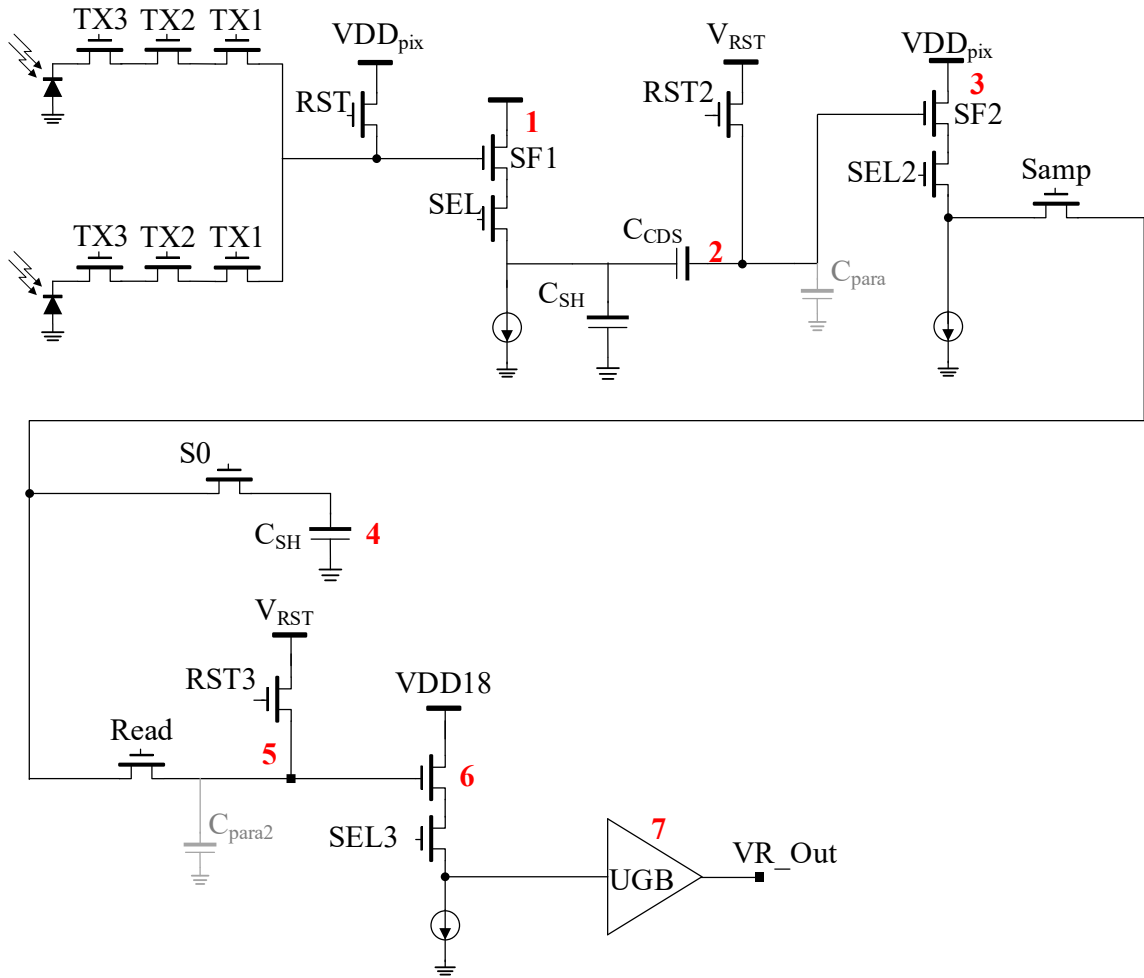 TX3 TX2 TX1
VDDpix
RST
1
SF1
SEL
VRST
RST2
VDDpix
3
SF2
SEL2
Samp
TX3 TX2 TX1
CCDS
2
CSH
Cpara
S0
CSH
4
VRST
RST3
VDD18
Read
5
6
Cpara2
SEL3
7
UGB
VR_Out